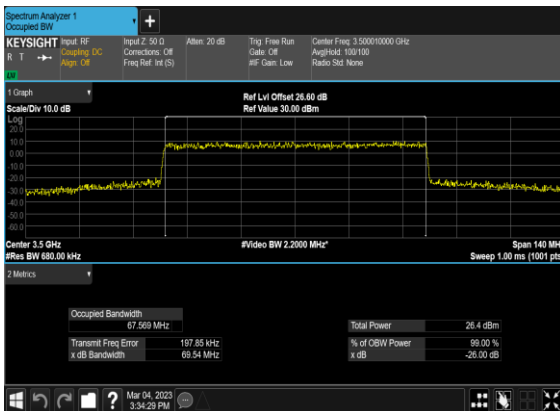 Spectrum Analyzer 1
Occupied BW
KEYSIGHT
R T
LV
Input: RF
Coupling: DC
Align: Off
Input Z: 50 Ω
Corrections: Off
Freq Ref: Int (S)
Atten: 20 dB
Trig: Free Run
Gate: Off
#IF Gain: Low
Center Freq: 3.500010000 GHz
Avg|Hold: 100/100
Radio Std: None
1 Graph
Scale/Div 10.0 dB
Ref Lvl Offset 26.60 dB
Ref Value 30.00 dBm
Log
20.0
10.0
0.00
-10.0
-20.0
-30.0
-40.0
-50.0
-60.0
Center 3.5 GHz
#Res BW 680.00 kHz
#Video BW 2.2000 MHz*
Span 140 MH
Sweep 1.00 ms (1001 pts
2 Metrics
Occupied Bandwidth
67.569 MHz
Transmit Freq Error 197.85 kHz
x dB Bandwidth 69.54 MHz
Total Power 26.4 dBm
% of OBW Power 99.00 %
x dB -26.00 dB
?
Mar 04, 2023
3:34:29 PM